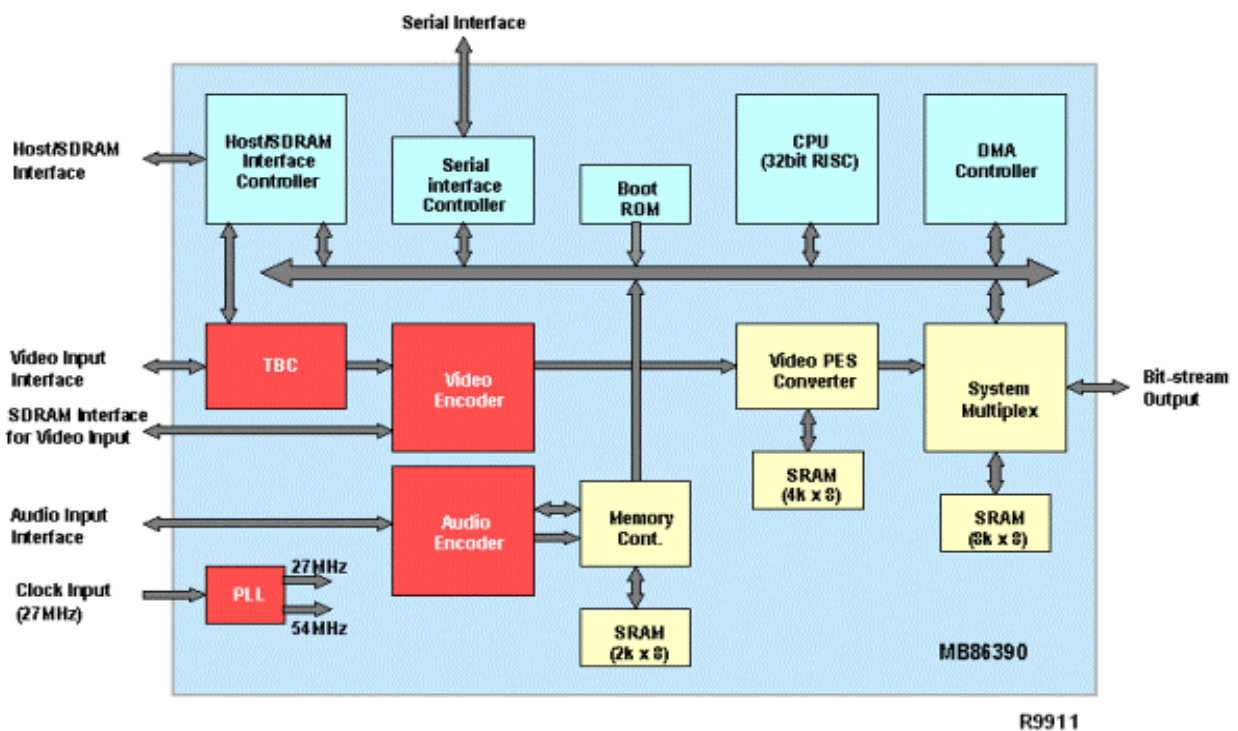 Serial Interface
Host/SDRAM
Interface
Host/SDRAM
Interface
Controller
Serial
interface
Controller
Boot
ROM
CPU
(32bit RISC)
DMA
Controller
Video Input
Interface
TBC
Video
Encoder
Video PES
Converter
System
Multiplex
Bit-stream
Output
SDRAM Interface
for Video Input
SRAM
(4k x 8)
SRAM
(8k x 8)
Audio Input
Interface
Audio
Encoder
Memory
Cont.
Clock Input
(27MHz)
PLL
27MHz
54MHz
SRAM
(2k x 8)
MB86390
R9911